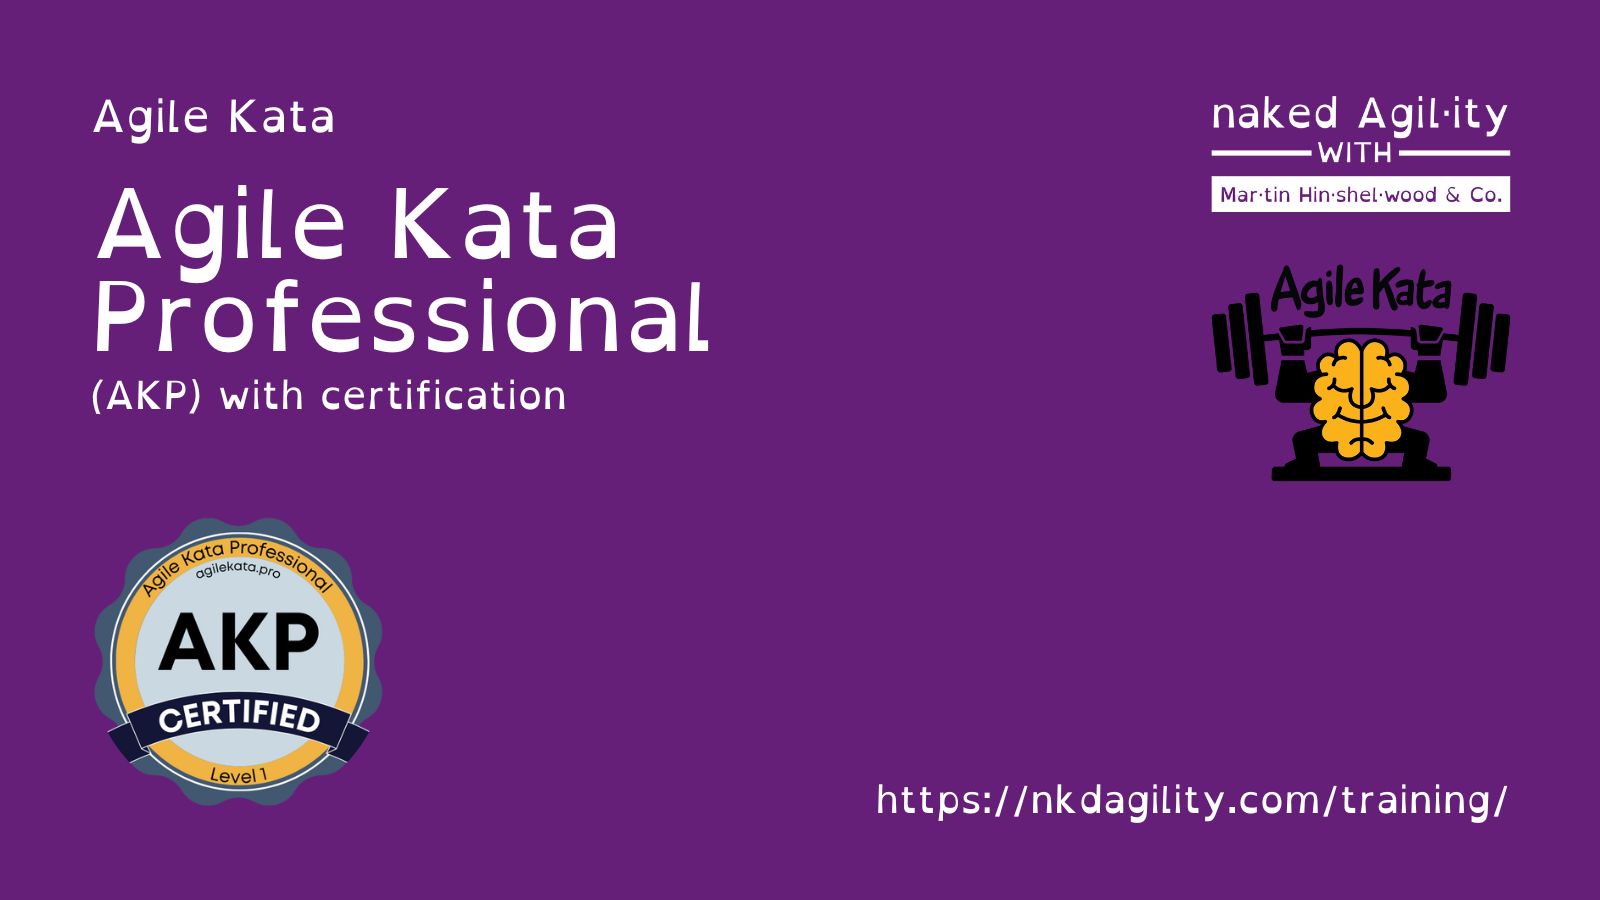 Agile Kata
Agile Kata
Professional
(AKP) with certification
naked Agil·ity
WITH
Mar·tin Hin·shel·wood & Co.
Agile Kata
Agile Kata Professional
agilekata.pro
AKP
CERTIFIED
Level 1
https://nkdagility.com/training/